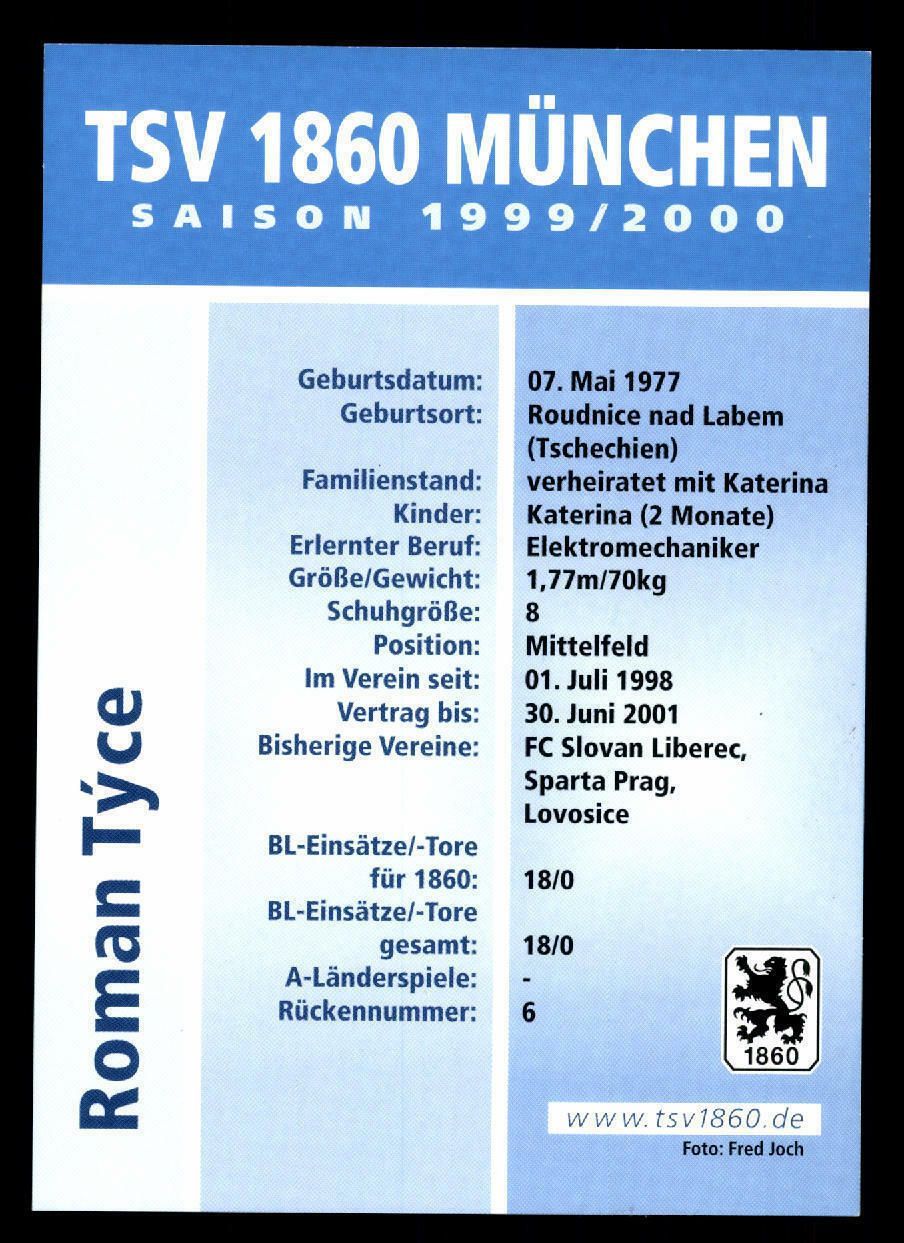 TSV 1860 MÜNCHEN
SAISON 1999/2000
Roman Týce
Geburtsdatum: 07. Mai 1977
Geburtsort: Roudnice nad Labem
(Tschechien)
Familienstand: verheiratet mit Katerina
Kinder: Katerina (2 Monate)
Erlernter Beruf: Elektromechaniker
Größe/Gewicht: 1,77m/70kg
Schuhgröße: 8
Position: Mittelfeld
Im Verein seit: 01. Juli 1998
Vertrag bis: 30. Juni 2001
Bisherige Vereine: FC Slovan Liberec,
Sparta Prag,
Lovosice
BL-Einsätze/-Tore
für 1860: 18/0
BL-Einsätze/-Tore
gesamt: 18/0
A-Länderspiele: -
Rückennummer: 6
1860
www.tsv1860.de
Foto: Fred Joch